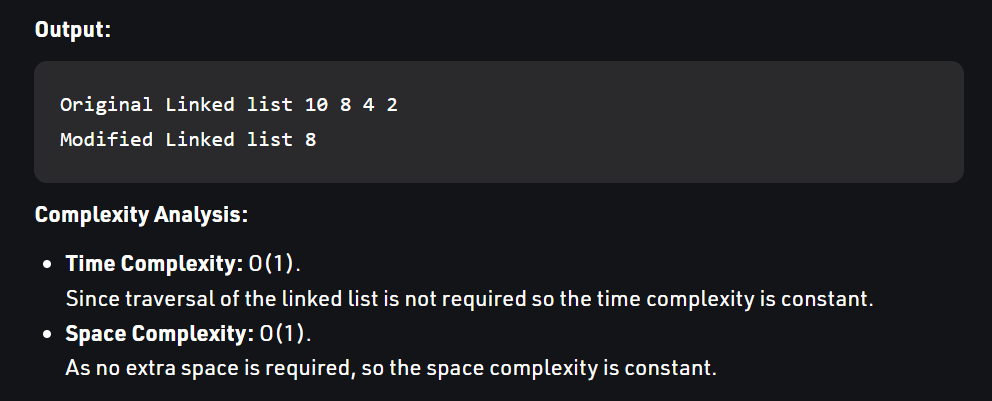 Output:
Original Linked list 10 8 4 2
Modified Linked list 8
Complexity Analysis:
• Time Complexity: O(1).
Since traversal of the linked list is not required so the time complexity is constant.
• Space Complexity: O(1).
As no extra space is required, so the space complexity is constant.